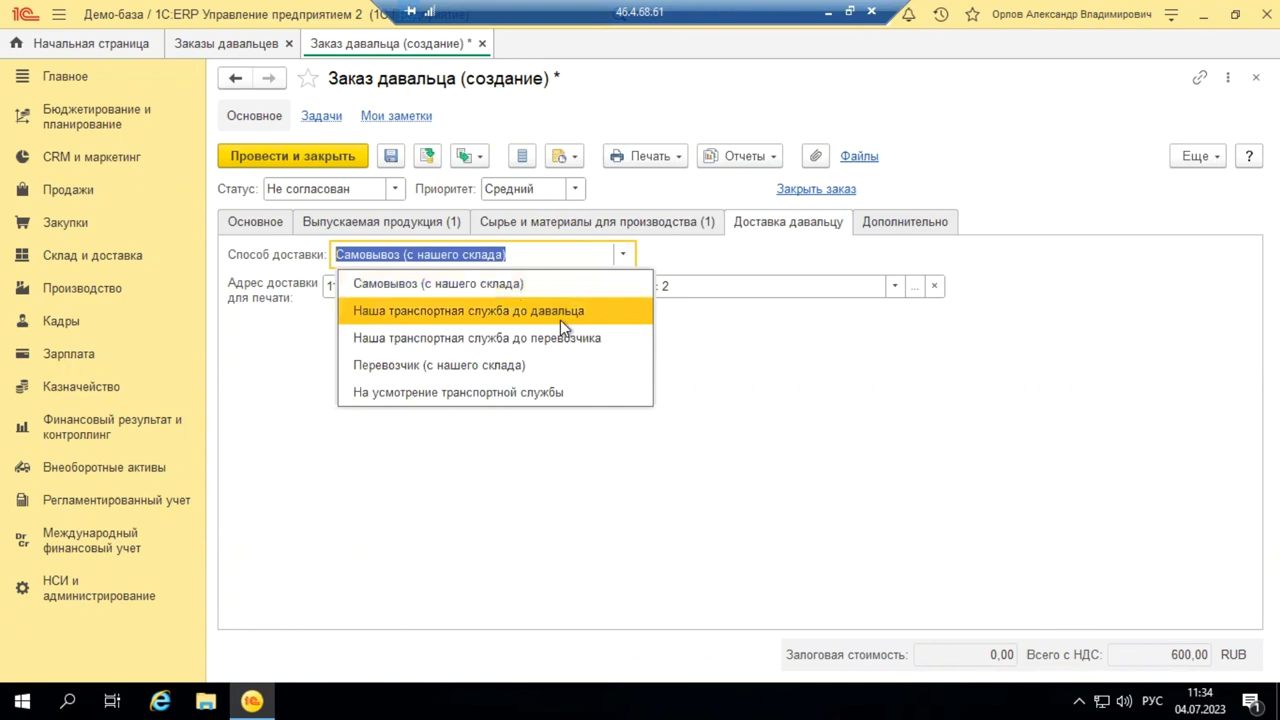 Демо-база / 1С:ERP Управление предприятием 2 (1С:
46.4.68.61
Орлов Александр Владимирович
Начальная страница
Заказы давальцев ×
Заказ давальца (создание) * ×
Главное
Бюджетирование и
планирование
CRM и маркетинг
Продажи
Закупки
Склад и доставка
Производство
Кадры
Зарплата
Казначейство
Финансовый результат и
контроллинг
Внеоборотные активы
Регламентированный учет
Международный
финансовый учет
НСИ и
администрирование
Заказ давальца (создание) *
Основное Задачи Мои заметки
Провести и закрыть Печать Отчеты Файлы Еще ?
Статус: Не согласован Приоритет: Средний Закрыть заказ
Основное Выпускаемая продукция (1) Сырье и материалы для производства (1) Доставка давальцу Дополнительно
Способ доставки: Самовывоз (с нашего склада)
Адрес доставки
для печати:
: 2
Самовывоз (с нашего склада)
Наша транспортная служба до давальца
Наша транспортная служба до перевозчика
Перевозчик (с нашего склада)
На усмотрение транспортной службы
Залоговая стоимость: 0,00 Всего с НДС: 600,00 RUB
РУС
11:34
04.07.2023
1